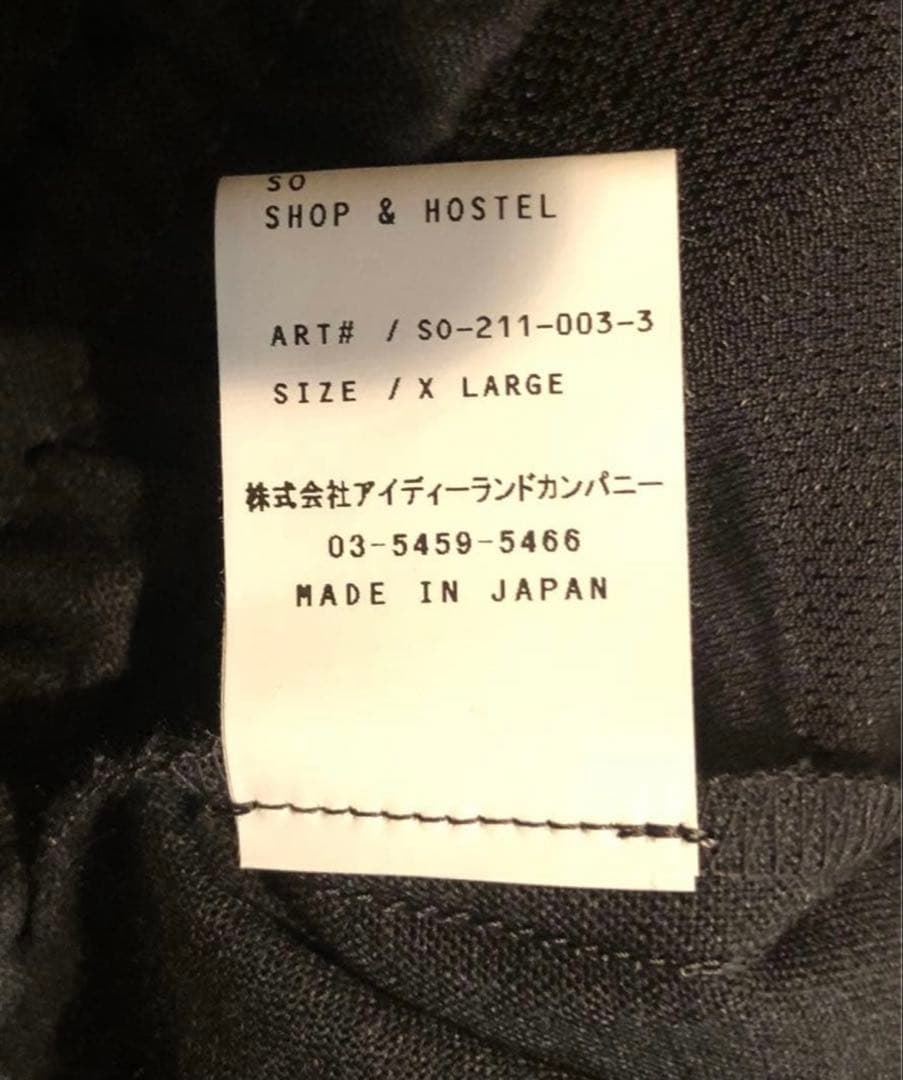 SO
SHOP & HOSTEL
ART# / SO-211-003-3
SIZE / X LARGE
株式会社アイディーランドカンパニー
03-5459-5466
MADE IN JAPAN